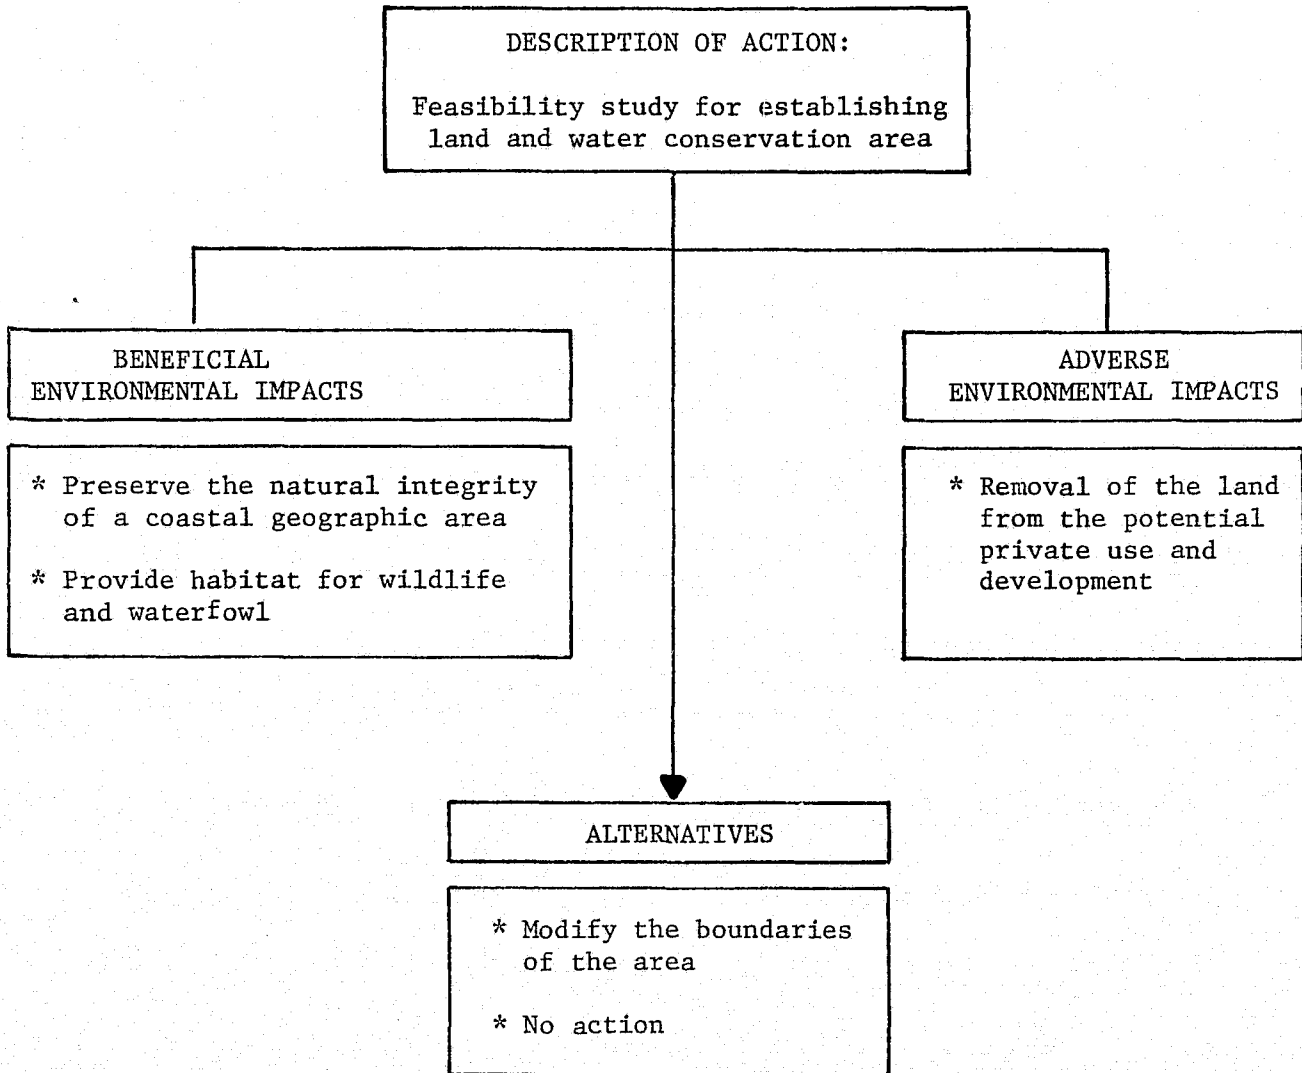 DESCRIPTION OF ACTION:
Feasibility study for establishing
land and water conservation area
BENEFICIAL
ENVIRONMENTAL IMPACTS
* Preserve the natural integrity
of a coastal geographic area
* Provide habitat for wildlife
and waterfowl
ADVERSE
ENVIRONMENTAL IMPACTS
* Removal of the land
from the potential
private use and
development
ALTERNATIVES
* Modify the boundaries
of the area
* No action